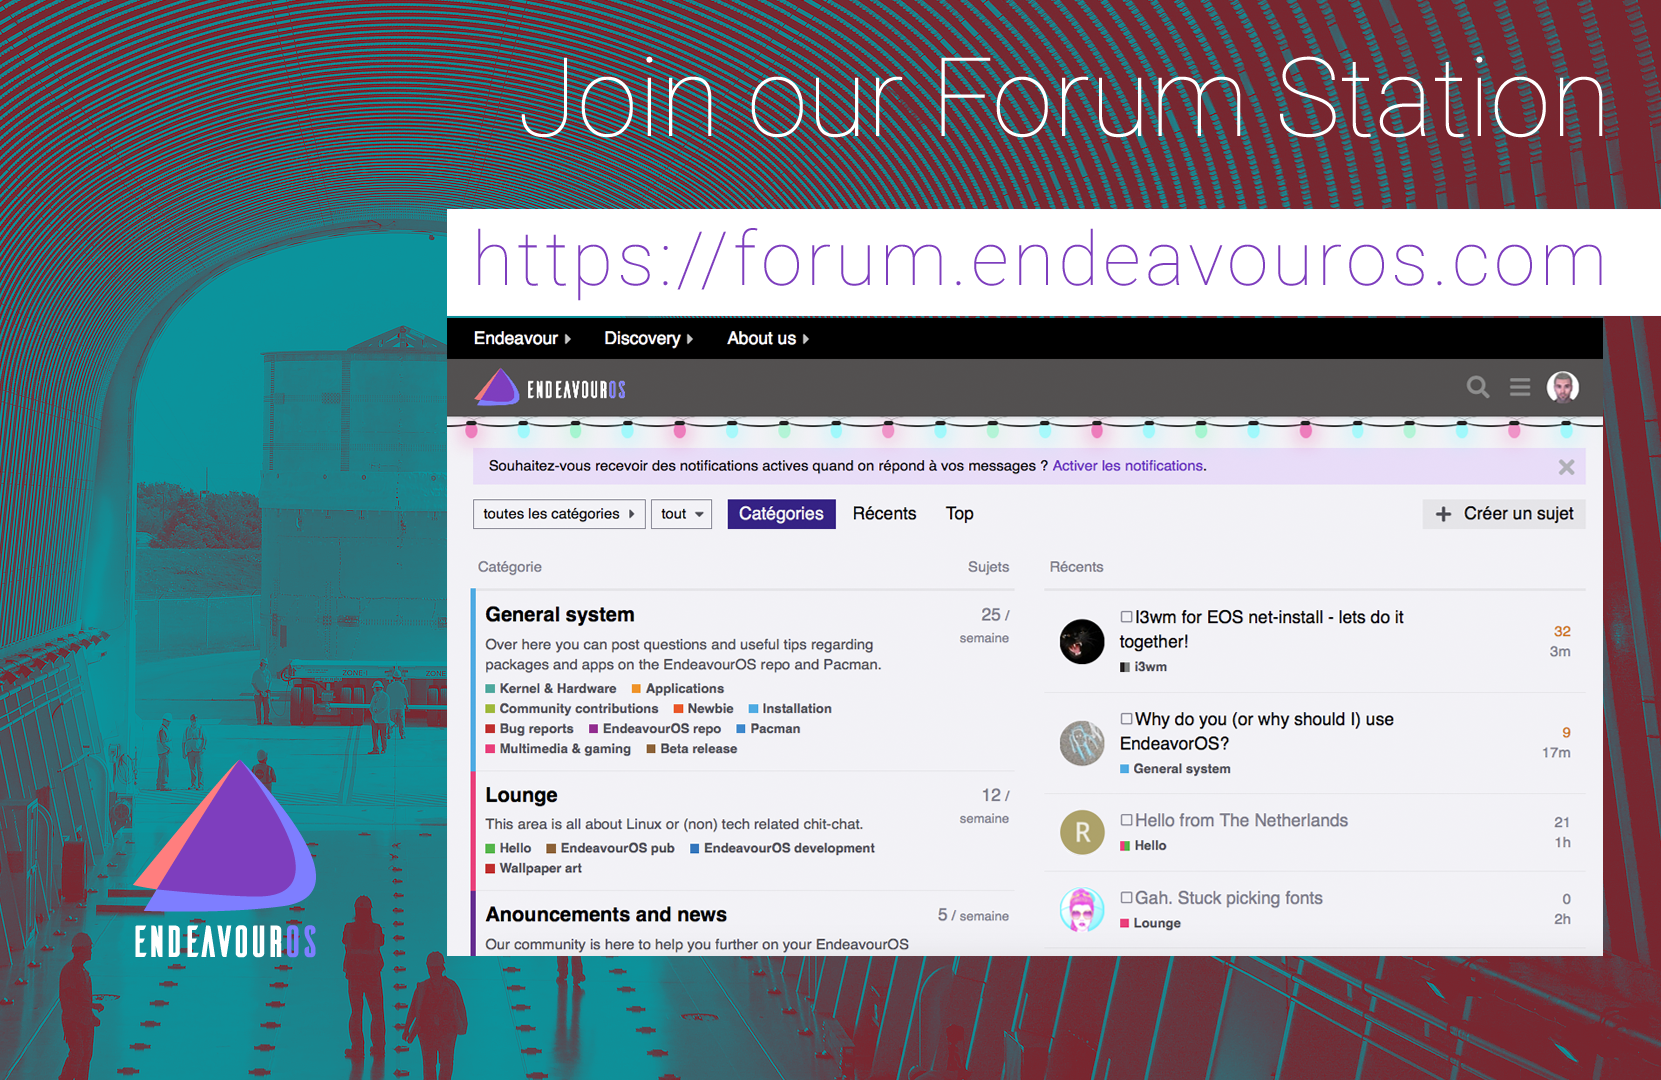 Join our Forum Station
https://forum.endeavouros.com
Endeavour Discovery About us
ENDEAVOUROS
Souhaitez-vous recevoir des notifications actives quand on répond à vos messages ? Activer les notifications.
toutes les catégories tout Catégories Récents Top + Créer un sujet
Catégorie Sujets
General system 25 /
semaine
Over here you can post questions and useful tips regarding
packages and apps on the EndeavourOS repo and Pacman.
Kernel & Hardware Applications
Community contributions Newbie Installation
Bug reports EndeavourOS repo Pacman
Multimedia & gaming Beta release
Lounge 12 /
semaine
This area is all about Linux or (non) tech related chit-chat.
Hello EndeavourOS pub EndeavourOS development
Wallpaper art
Anouncements and news 5 / semaine
Our community is here to help you further on your EndeavourOS
Récents
I3wm for EOS net-install - lets do it
together!
32
3m
i3wm
Why do you (or why should I) use
EndeavorOS?
9
17m
General system
R
Hello from The Netherlands
21
1h
Hello
Gah. Stuck picking fonts
0
2h
Lounge
ENDEAVOUROS
ZONE 1